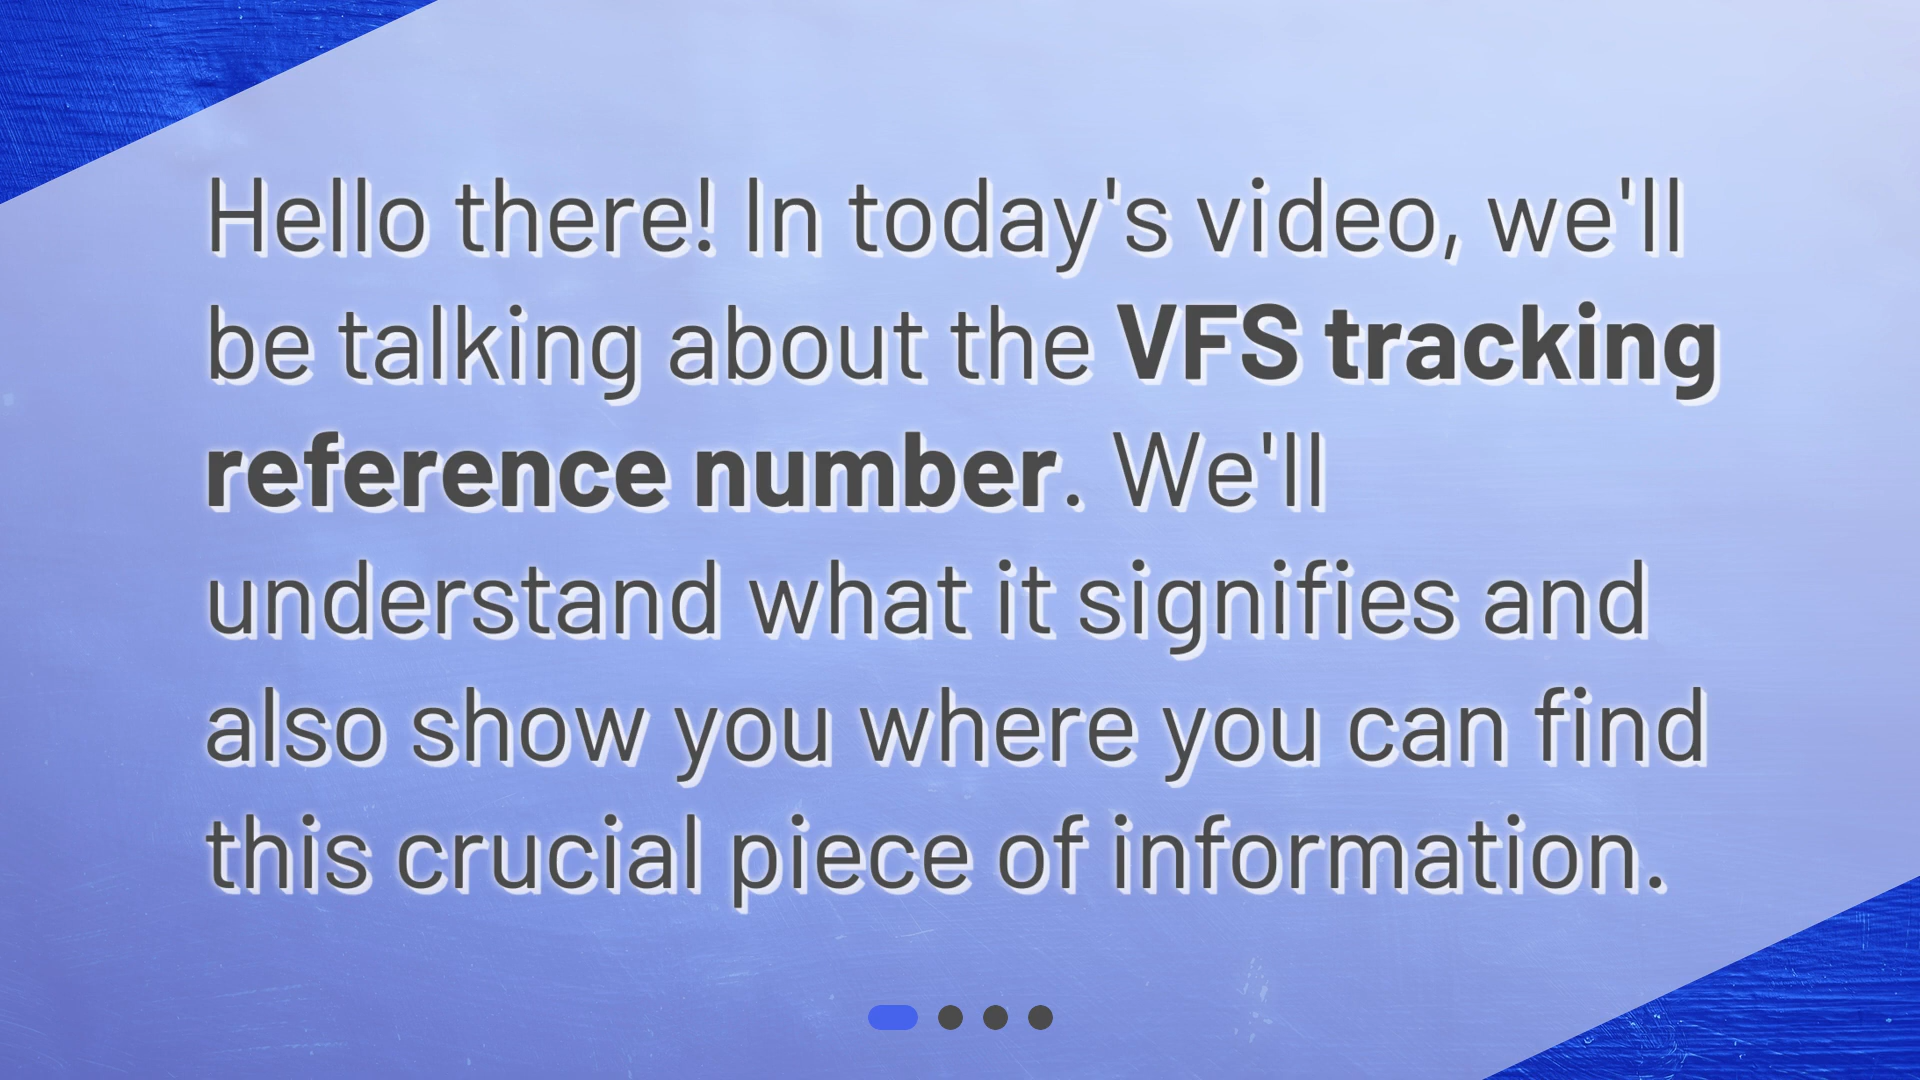 Hello there! In today's video, we'll
be talking about the VFS tracking
reference number. We'll
understand what it signifies and
also show you where you can find
this crucial piece of information.